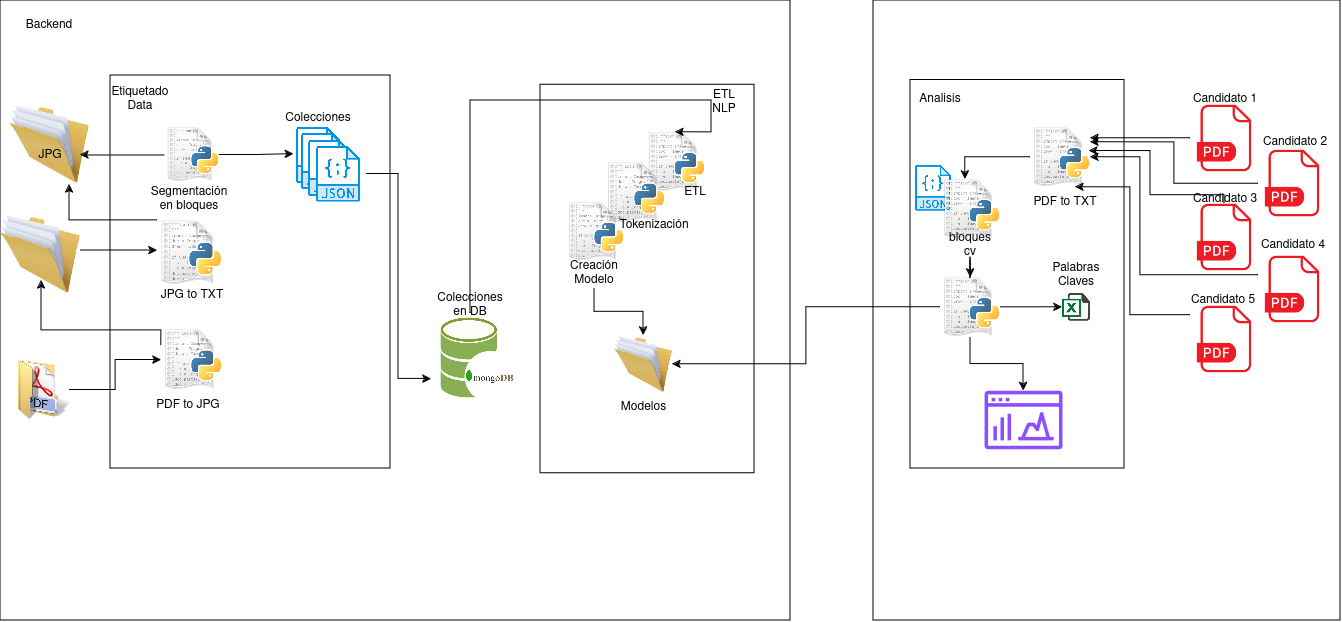 Backend
Etiquetado
Data
Colecciones
JSON
JPG
Segmentación
en bloques
JPG to TXT
PDF
PDF to JPG
Colecciones
en DB
mongoDB
ETL
NLP
ETL
Tokenización
Creación
Modelo
Modelos
Analisis
JSON
bloques
cv
PDF to TXT
Palabras
Claves
Candidato 1
PDF
Candidato 2
PDF
Candidato 3
PDF
Candidato 4
PDF
Candidato 5
PDF